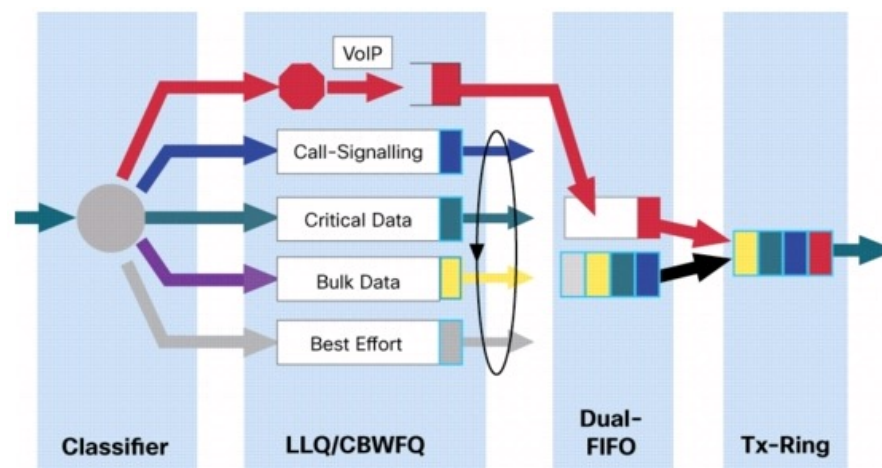 VoIP
Call-Signalling
Critical Data
Bulk Data
Best Effort
Classifier
LLQ/CBWFQ
Dual-
FIFO
Tx-Ring